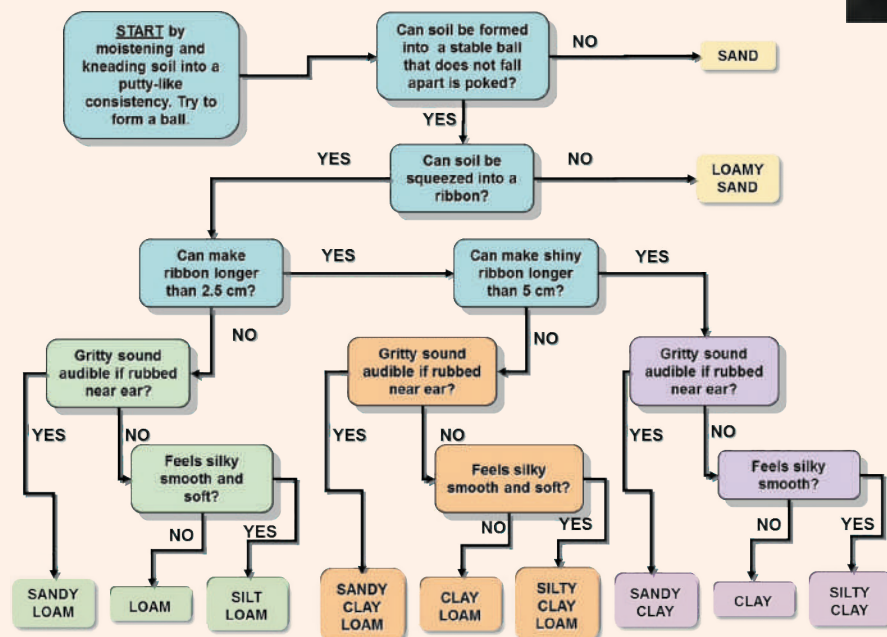 START by
moistening and
kneading soil into a
putty-like
consistency. Try to
form a ball.
Can soil be formed
into a stable ball
that does not fall
apart is poked?
NO
SAND
YES
Can soil be
squeezed into a
ribbon?
YES
NO
LOAMY
SAND
Can make
ribbon longer
than 2.5 cm?
YES
Can make shiny
ribbon longer
than 5 cm?
YES
NO
NO
Gritty sound
audible if rubbed
near ear?
YES
NO
Feels silky
smooth and
soft?
NO
YES
SANDY
LOAM
LOAM
SILT
LOAM
Gritty sound
audible if rubbed
near ear?
YES
NO
Feels silky
smooth and soft?
NO
YES
SANDY
CLAY
LOAM
CLAY
LOAM
SILTY
CLAY
LOAM
Gritty sound
audible if rubbed
near ear?
YES
NO
Feels silky
smooth?
NO
YES
SANDY
CLAY
CLAY
SILTY
CLAY